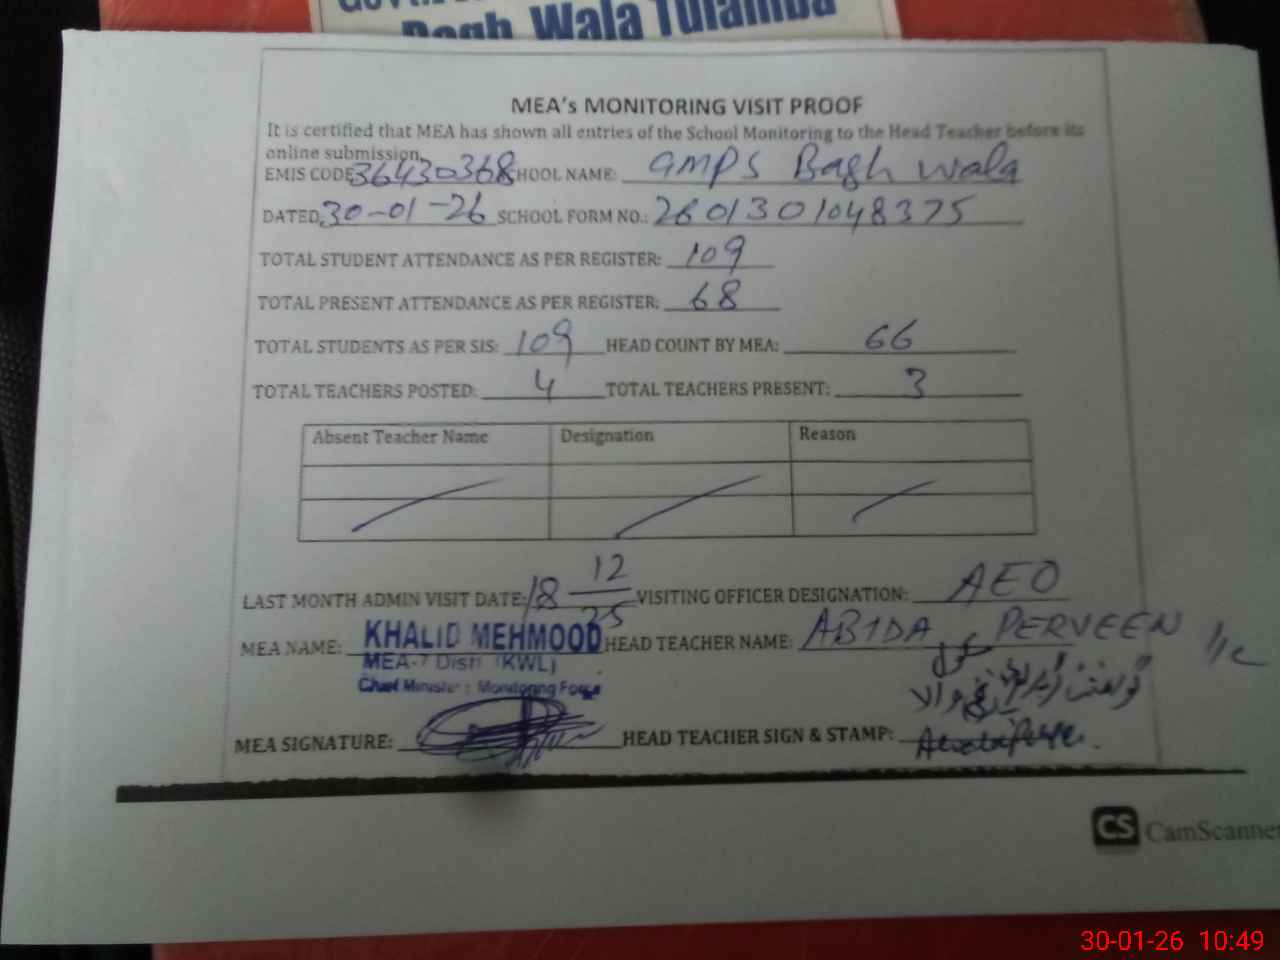 Bagh Wala Tulamba
MEA's MONITORING VISIT PROOF
It is certified that MEA has shown all entries of the School Monitoring to the Head Teacher before its
online submission.
EMIS CODE 36430368 HOOL NAME: GMPS Bagh wala
DATED 30-01-26 SCHOOL FORM NO.: 2601301048375
TOTAL STUDENT ATTENDANCE AS PER REGISTER: 109
TOTAL PRESENT ATTENDANCE AS PER REGISTER: 68
TOTAL STUDENTS AS PER SIS: 109 HEAD COUNT BY MEA: 66
TOTAL TEACHERS POSTED: 4 TOTAL TEACHERS PRESENT: 3
Absent Teacher Name Designation Reason
LAST MONTH ADMIN VISIT DATE: 18 12 25 VISITING OFFICER DESIGNATION: AEO
MEA NAME: KHALID MEHMOOD HEAD TEACHER NAME: ABIDA PERVEEN I/C
MEA-7 Distt (KWL)
Chief Minister's Monitoring Force
MEA SIGNATURE: HEAD TEACHER SIGN & STAMP:
CS CamScanner
30-01-26 10:49